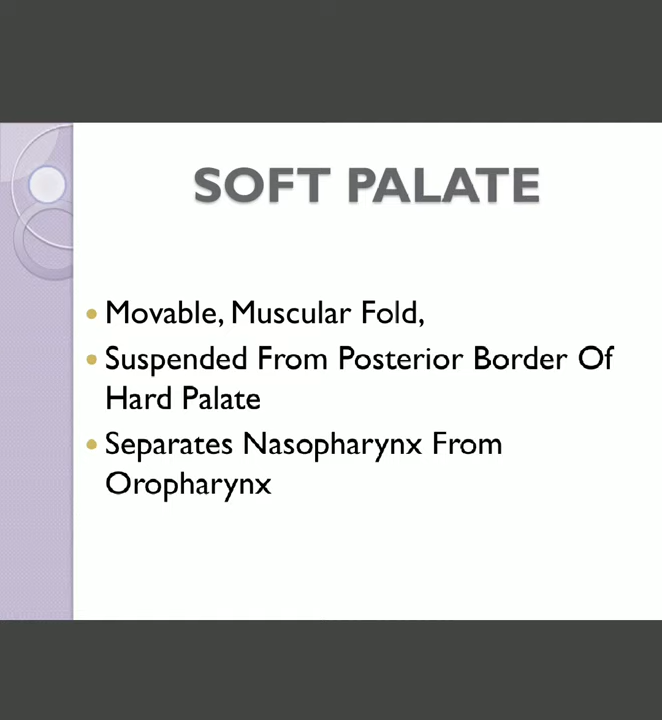 SOFT PALATE
• Movable, Muscular Fold,
• Suspended From Posterior Border Of
Hard Palate
• Separates Nasopharynx From
Oropharynx